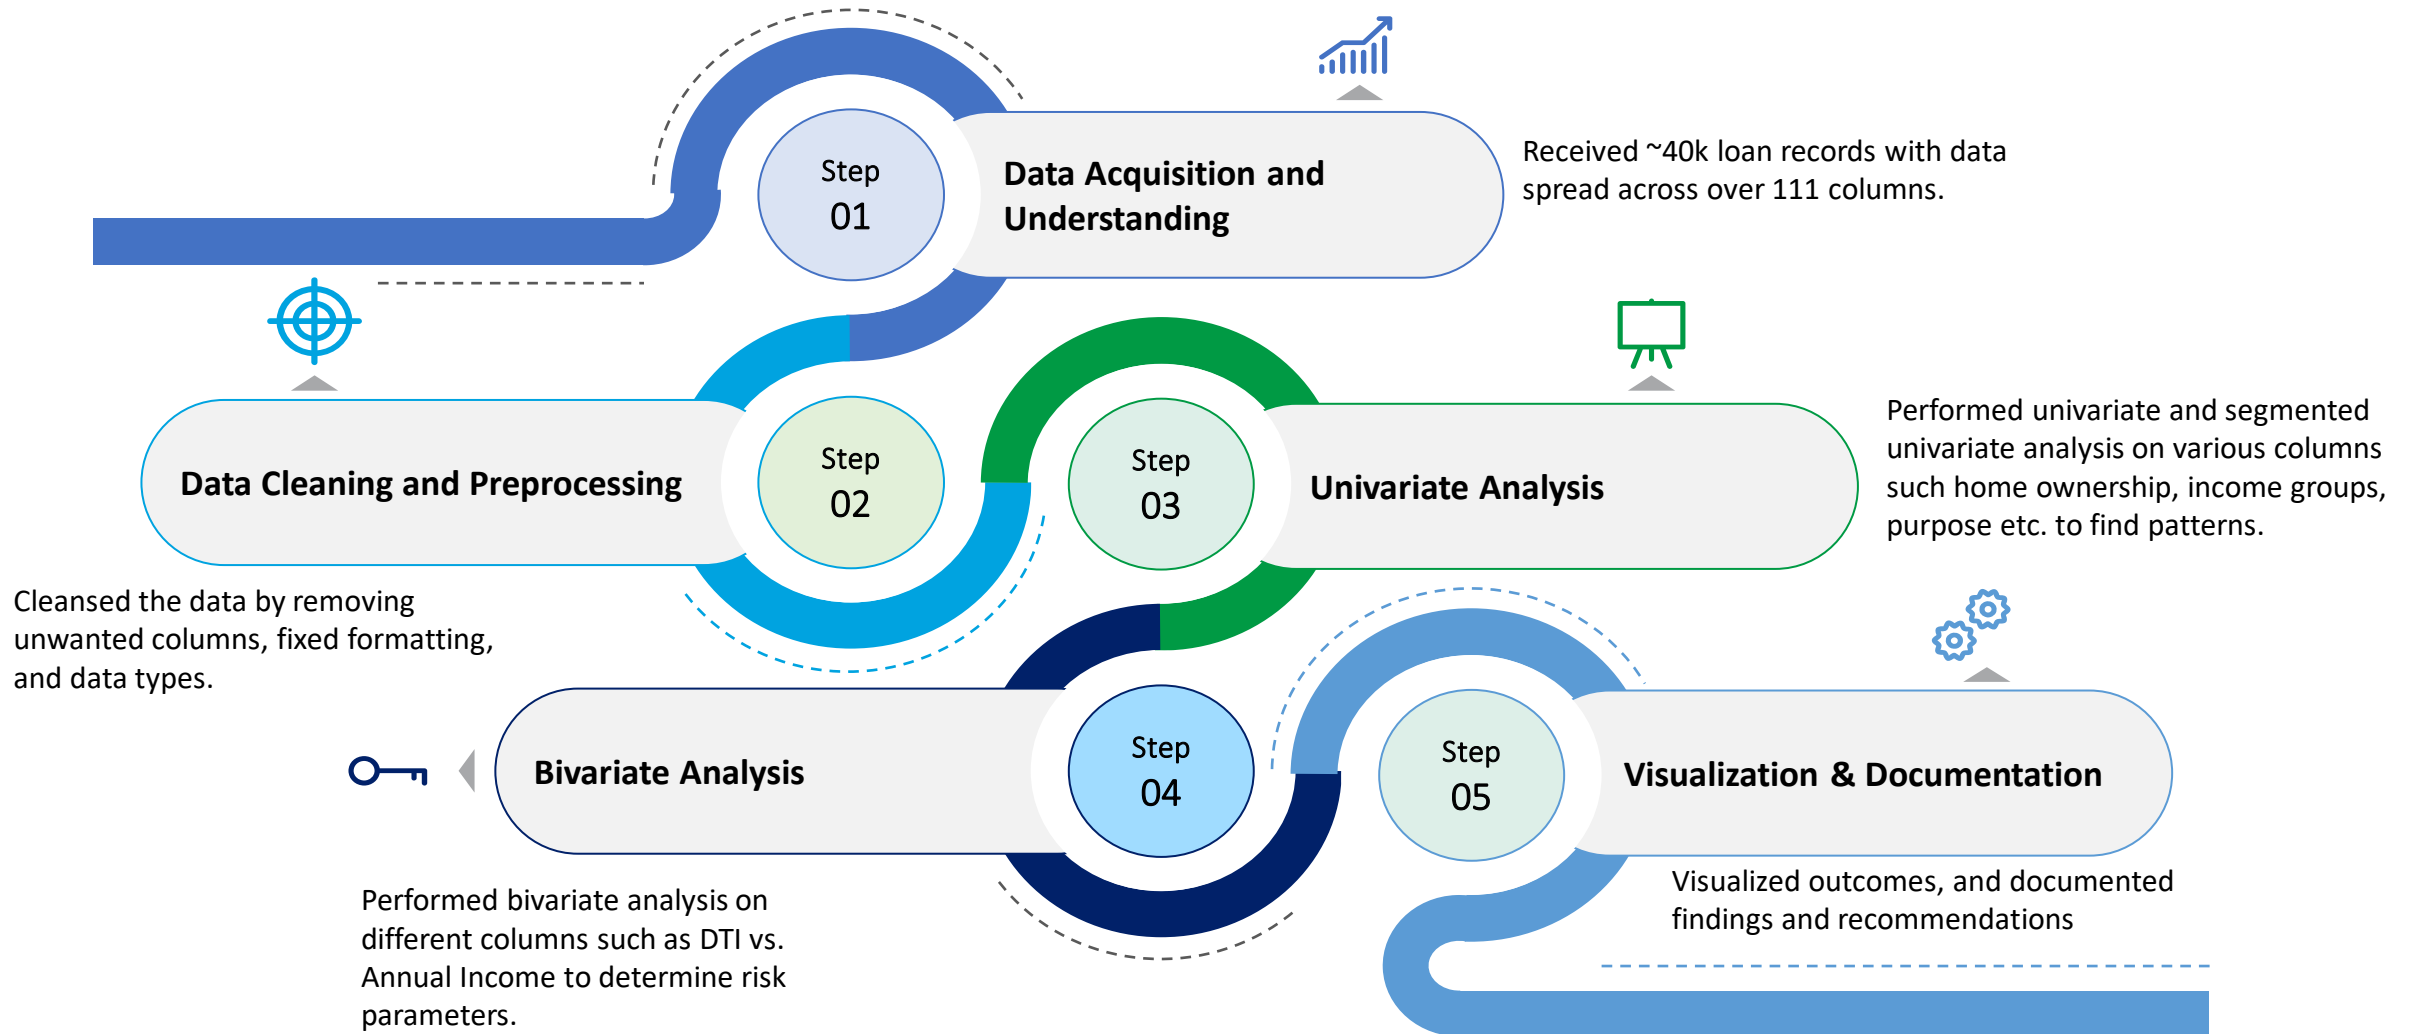 Step
01
Data Acquisition and
Understanding
Received ~40k loan records with data
spread across over 111 columns.
Data Cleaning and Preprocessing
Step
02
Cleansed the data by removing
unwanted columns, fixed formatting,
and data types.
Step
03
Univariate Analysis
Performed univariate and segmented
univariate analysis on various columns
such home ownership, income groups,
purpose etc. to find patterns.
Bivariate Analysis
Step
04
Performed bivariate analysis on
different columns such as DTI vs.
Annual Income to determine risk
parameters.
Step
05
Visualization & Documentation
Visualized outcomes, and documented
findings and recommendations